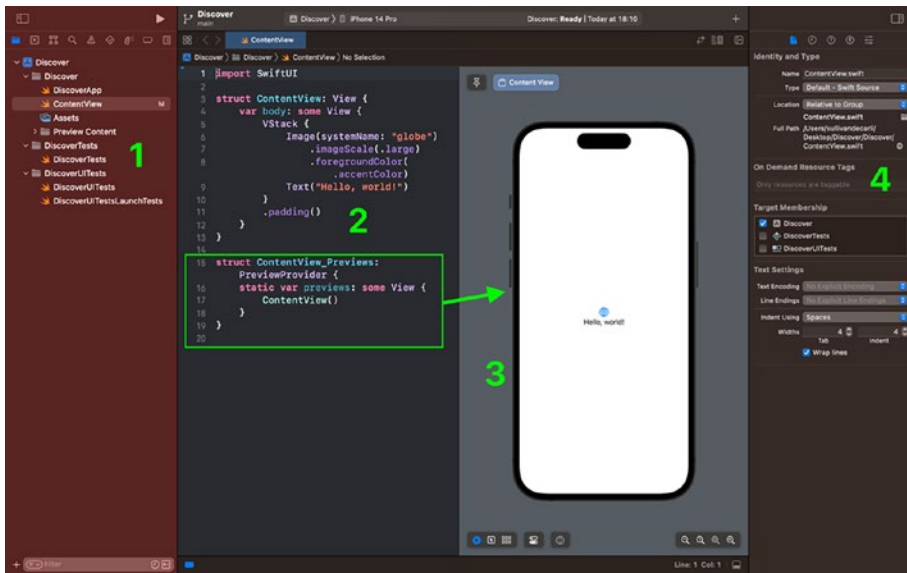 Discover
main
Discover 〉 iPhone 14 Pro
Discover: Ready | Today at 18:10
ContentView
Discover 〉 Discover 〉 ContentView 〉 No Selection
Discover
Discover
DiscoverApp
ContentView M
Assets
Preview Content
DiscoverTests
DiscoverTests
DiscoverUITests
DiscoverUITests
DiscoverUITestsLaunchTests
1
Filter
1 import SwiftUI
2
3 struct ContentView: View {
4 var body: some View {
5 VStack {
6 Image(systemName: "globe")
7 .imageScale(.large)
8 .foregroundColor(
.accentColor)
9 Text("Hello, world!")
10 }
11 .padding()
12 }
13 }
14
15 struct ContentView_Previews:
PreviewProvider {
16 static var previews: some View {
17 ContentView()
18 }
19 }
20
2
Content View
Hello, world!
3
Line: 1 Col: 1
Identity and Type
Name ContentView.swift
Type Default - Swift Source
Location Relative to Group
ContentView.swift
Full Path /Users/sullivandecarli/
Desktop/Discover/Discover/
ContentView.swift
On Demand Resource Tags
Only resources are taggable
4
Target Membership
Discover
DiscoverTests
DiscoverUITests
Text Settings
Text Encoding No Explicit Encoding
Line Endings No Explicit Line Endings
Indent Using Spaces
Widths 4 4
Tab Indent
Wrap lines